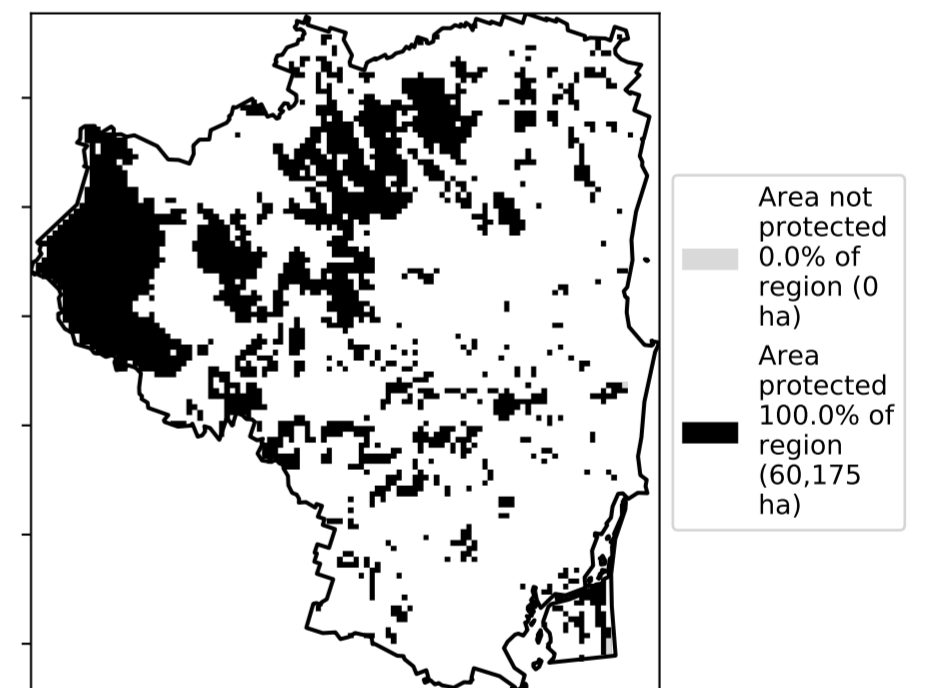 Area not
protected
0.0% of
region (0
ha)
Area
protected
100.0% of
region
(60,175
ha)